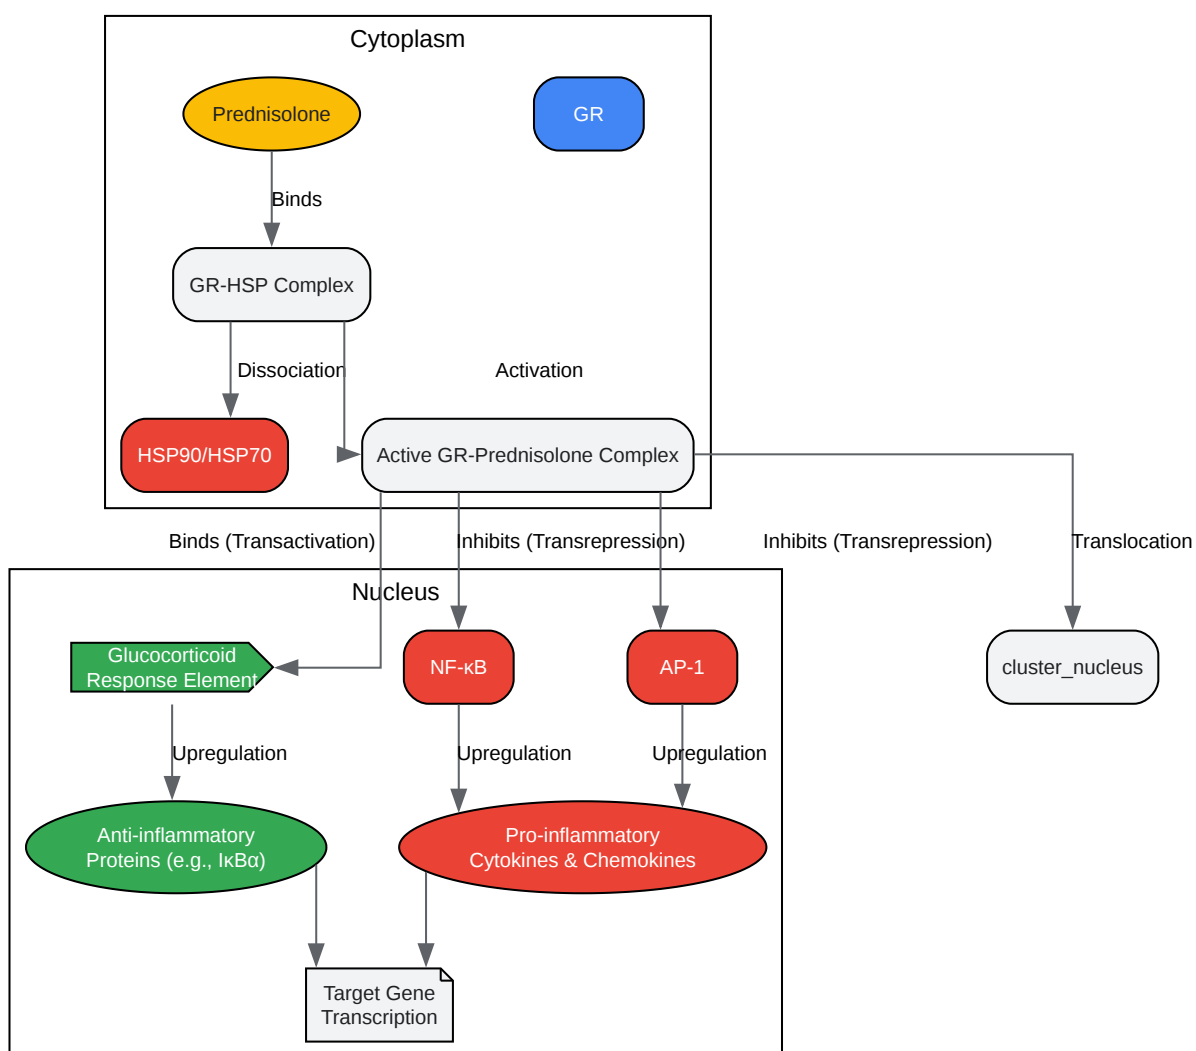 Cytoplasm
Prednisolone
GR
Binds
GR-HSP Complex
Dissociation
Activation
HSP90/HSP70
Active GR-Prednisolone Complex
Binds (Transactivation)
Inhibits (Transrepression)
Inhibits (Transrepression)
Translocation
Nucleus
Glucocorticoid
Response Element
NF-κB
AP-1
cluster_nucleus
Upregulation
Upregulation
Upregulation
Anti-inflammatory
Proteins (e.g., IκBα)
Pro-inflammatory
Cytokines & Chemokines
Target Gene
Transcription